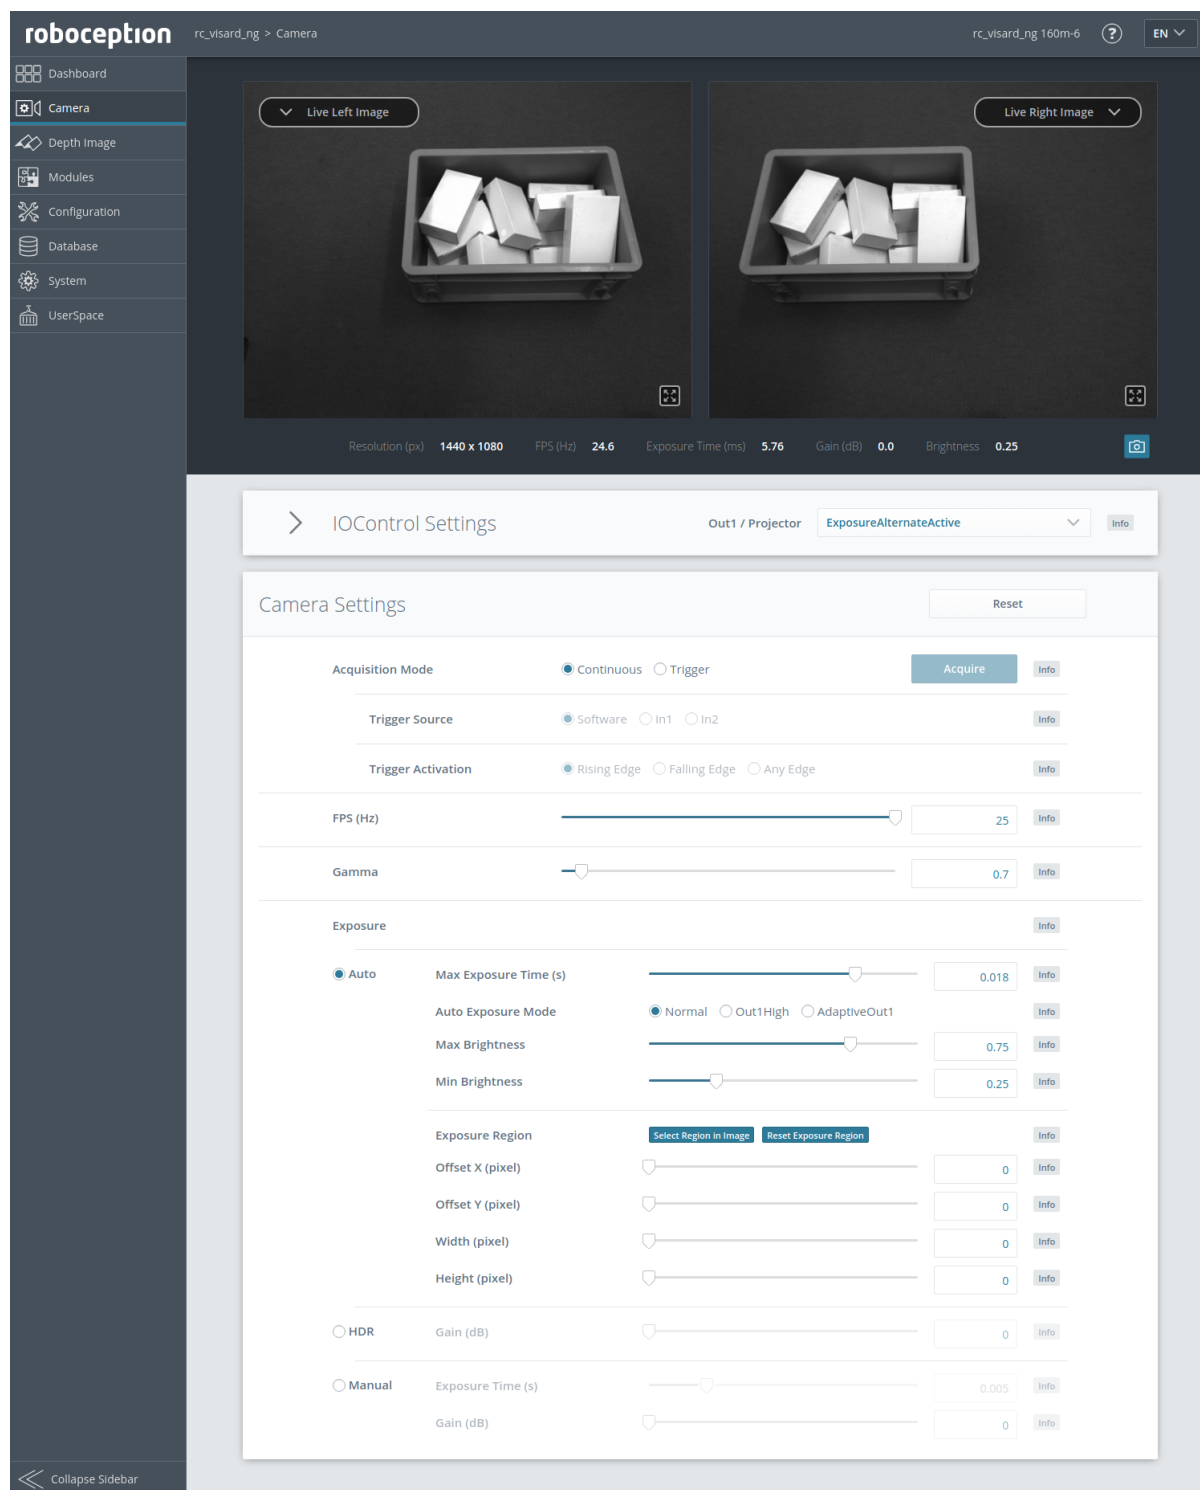 roboception
rc_visard_ng > Camera
rc_visard_ng 160m-6
?
EN
Dashboard
Camera
Depth Image
Modules
Configuration
Database
System
UserSpace
Live Left Image
Live Right Image
Resolution (px) 1440 x 1080 FPS (Hz) 24.6 Exposure Time (ms) 5.76 Gain (dB) 0.0 Brightness 0.25
IOControl Settings Out1 / Projector ExposureAlternateActive Info
Camera Settings Reset
Acquisition Mode Continuous Trigger Acquire Info
Trigger Source Software In1 In2 Info
Trigger Activation Rising Edge Falling Edge Any Edge Info
FPS (Hz) 25 Info
Gamma 0.7 Info
Exposure Info
Auto Max Exposure Time (s) 0.018 Info
Auto Exposure Mode Normal Out1High AdaptiveOut1 Info
Max Brightness 0.75 Info
Min Brightness 0.25 Info
Exposure Region Select Region in Image Reset Exposure Region Info
Offset X (pixel) 0 Info
Offset Y (pixel) 0 Info
Width (pixel) 0 Info
Height (pixel) 0 Info
HDR Gain (dB) 0 Info
Manual Exposure Time (s) 0.005 Info
Gain (dB) 0 Info
Collapse Sidebar